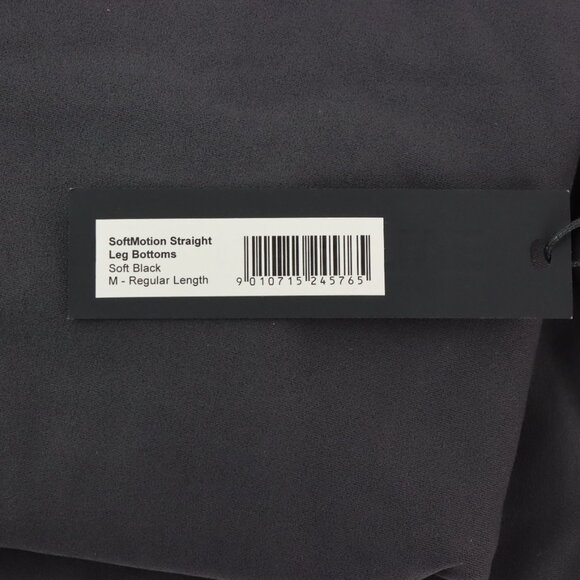 SoftMotion Straight
Leg Bottoms
Soft Black
M - Regular Length
9 010715 245765